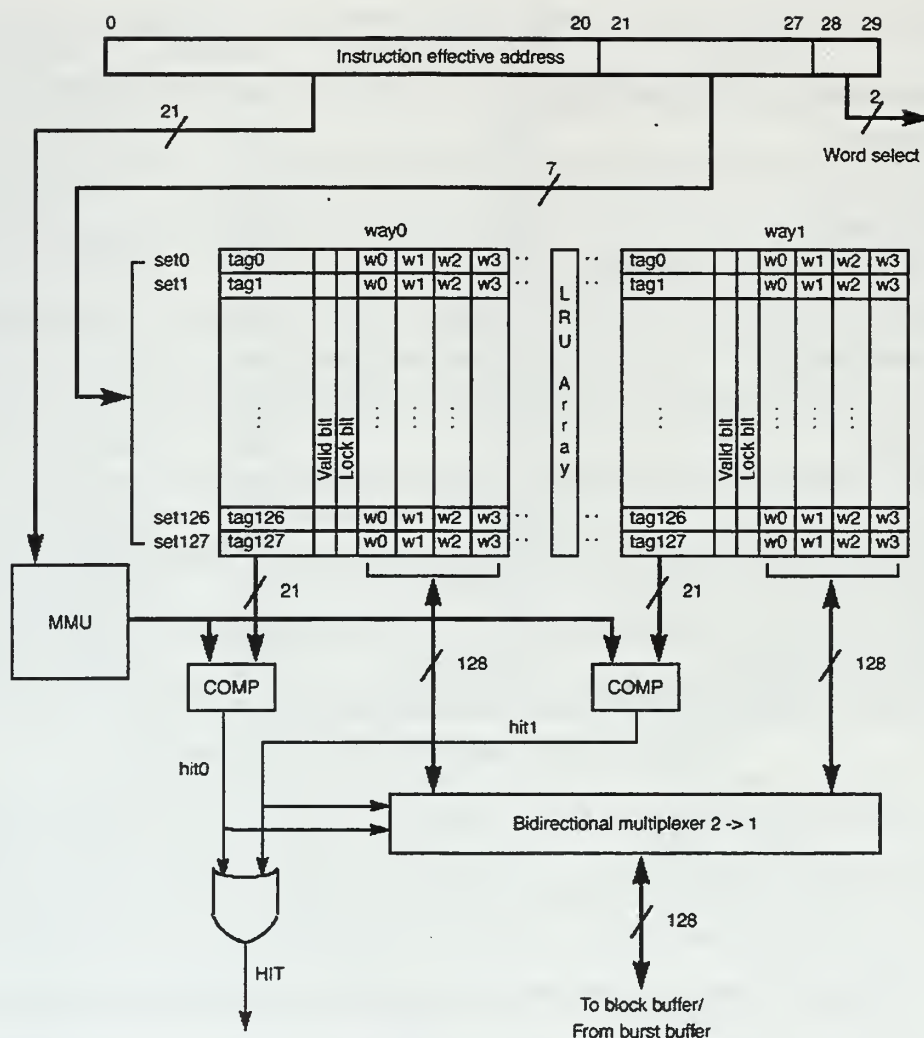 0 20 21 27 28 29
Instruction effective address
21
2
Word select
7
way0 way1
set0 tag0 w0 w1 w2 w3 ·· ·· tag0 w0 w1 w2 w3
set1 tag1 w0 w1 w2 w3 ·· ·· tag1 w0 w1 w2 w3
LRU Array
Valid bit
Lock bit
Valid bit
Lock bit
set126 tag126 w0 w1 w2 w3 ·· ·· tag126 w0 w1 w2 w3
set127 tag127 w0 w1 w2 w3 ·· ·· tag127 w0 w1 w2 w3
21 21
MMU
128 128
COMP COMP
hit1
hit0
Bidirectional multiplexer 2 -> 1
128
HIT
To block buffer/
From burst buffer